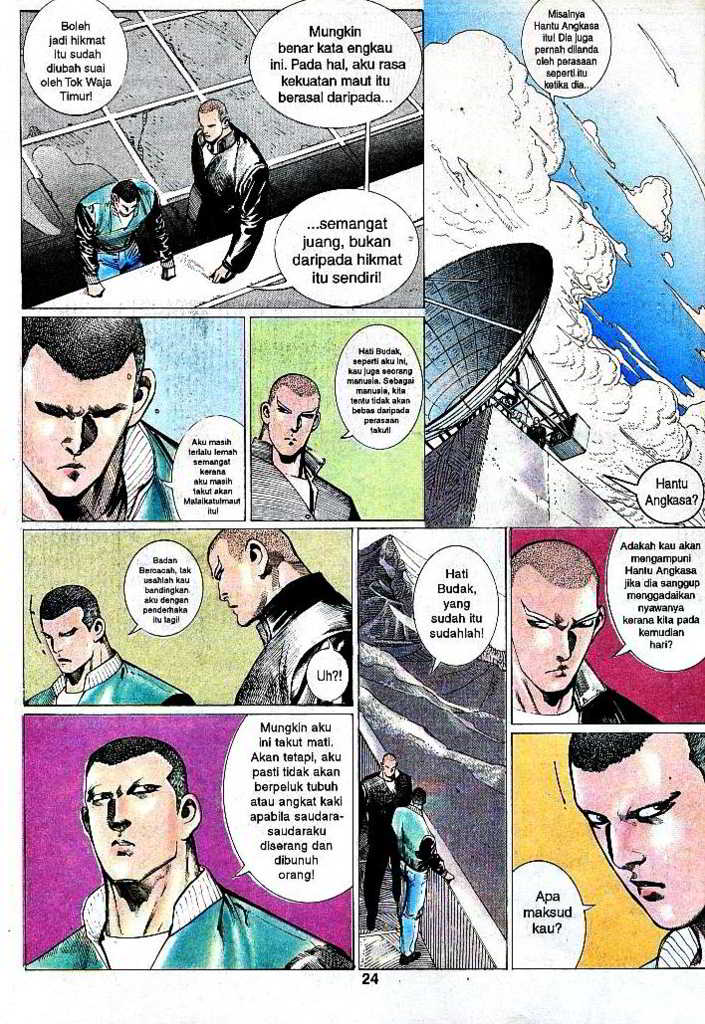 Boleh
jadi hikmat
itu sudah
diubah suai
oleh Tok Waja
Timur!
Mungkin
benar kata engkau
ini. Pada hal, aku rasa
kekuatan maut itu
berasal daripada...
...semangat
juang, bukan
daripada hikmat
itu sendiri!
Misalnya
Hantu Angkasa
itu! Dia juga
pernah dilanda
oleh perasaan
seperti itu
ketika dia...
Aku masih
terlalu lemah
semangat
kerana
aku masih
takut akan
Malaikatulmaut
itu!
Hati Budak,
seperti aku ini,
kau juga seorang
manusia. Sebagai
manusia, kita
tentu tidak akan
bebas daripada
perasaan
takut!
Hantu
Angkasa?
Badan
Bercacah, tak
usahlah kau
bandingkan
aku dengan
penderhaka
itu lagi!
Uh?!
Hati
Budak,
yang
sudah itu
sudahlah!
Adakah kau akan
mengampuni
Hantu Angkasa
jika dia sanggup
menggadaikan
nyawanya
kerana kita pada
kemudian
hari?
Mungkin aku
ini takut mati.
Akan tetapi, aku
pasti tidak akan
berpeluk tubuh
atau angkat kaki
apabila saudara-
saudaraku
diserang dan
dibunuh
orang!
Apa
maksud
kau?
24